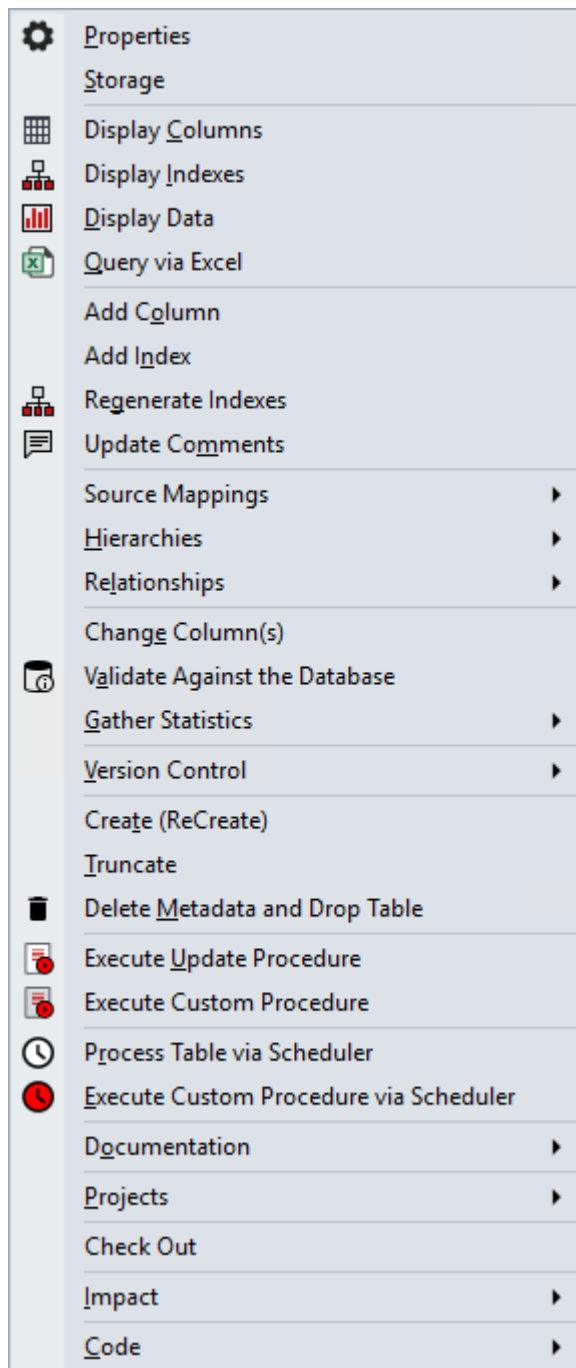 Properties
Storage
Display Columns
Display Indexes
Display Data
Query via Excel
Add Column
Add Index
Regenerate Indexes
Update Comments
Source Mappings
Hierarchies
Relationships
Change Column(s)
Validate Against the Database
Gather Statistics
Version Control
Create (ReCreate)
Truncate
Delete Metadata and Drop Table
Execute Update Procedure
Execute Custom Procedure
Process Table via Scheduler
Execute Custom Procedure via Scheduler
Documentation
Projects
Check Out
Impact
Code